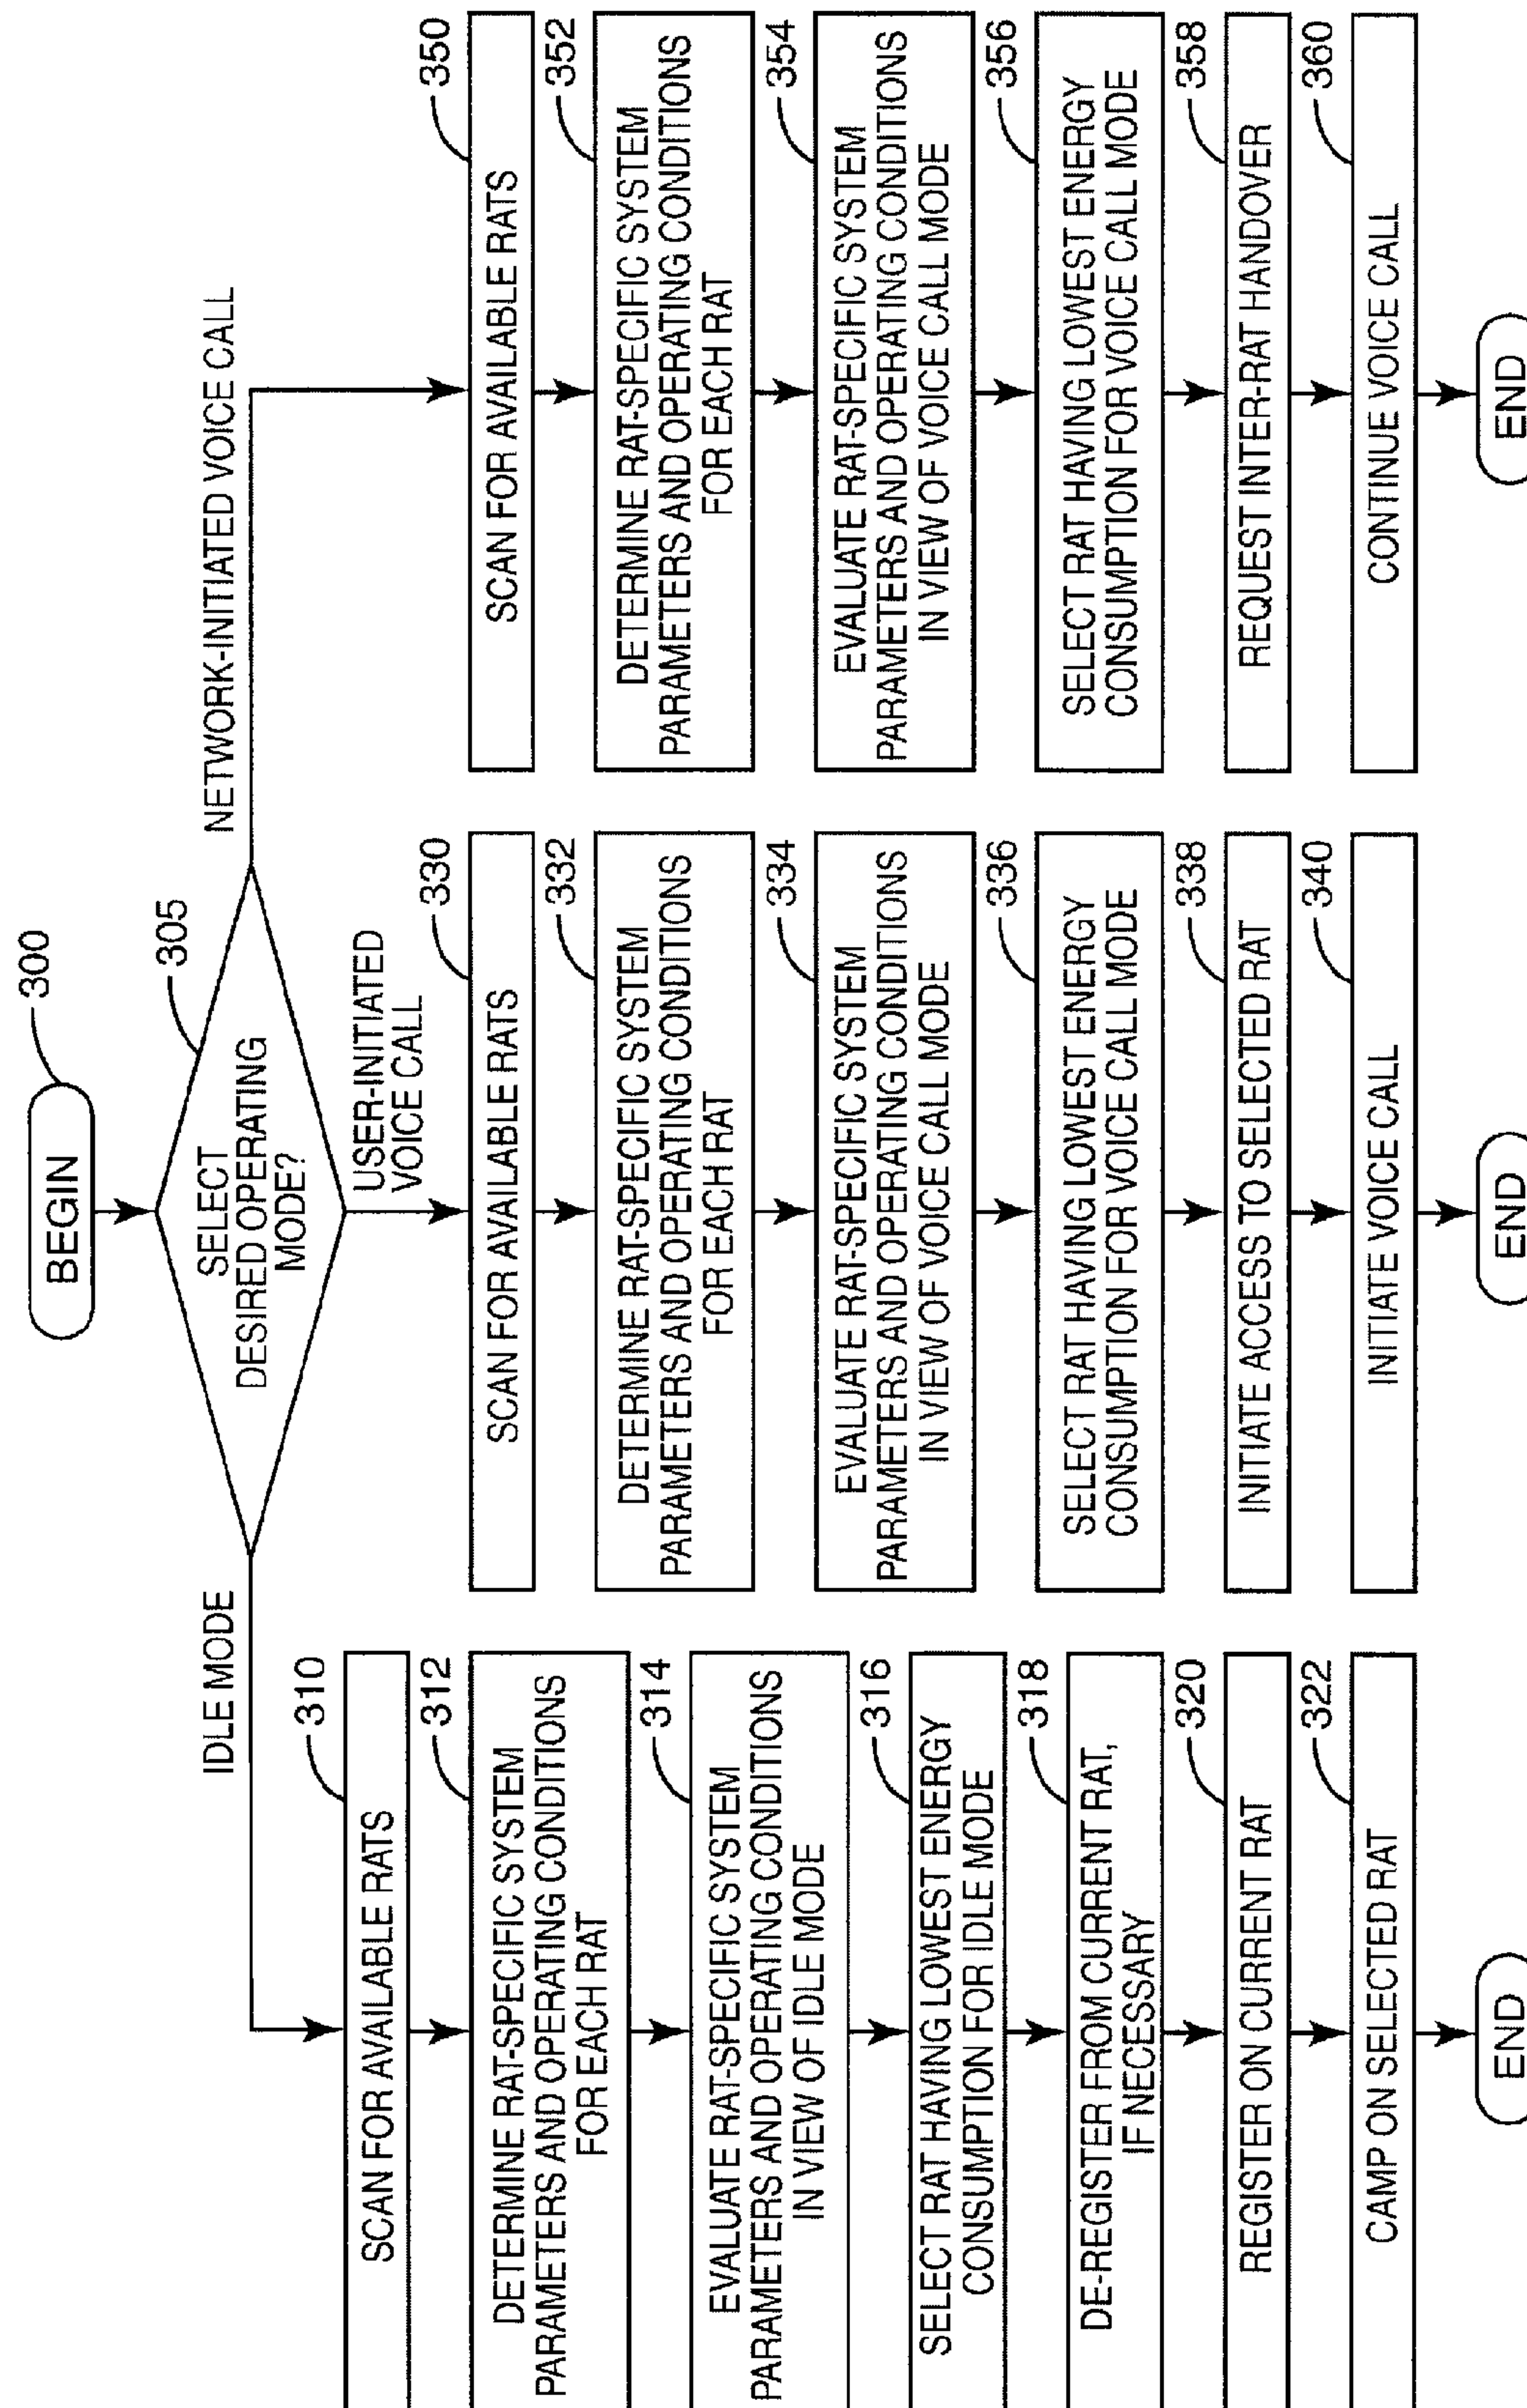 BEGIN
300
SELECT
DESIRED OPERATING
MODE?
305
IDLE MODE
USER-INITIATED
VOICE CALL
NETWORK-INITIATED VOICE CALL
310
SCAN FOR AVAILABLE RATS
312
DETERMINE RAT-SPECIFIC SYSTEM
PARAMETERS AND OPERATING CONDITIONS
FOR EACH RAT
314
EVALUATE RAT-SPECIFIC SYSTEM
PARAMETERS AND OPERATING CONDITIONS
IN VIEW OF IDLE MODE
316
SELECT RAT HAVING LOWEST ENERGY
CONSUMPTION FOR IDLE MODE
318
DE-REGISTER FROM CURRENT RAT,
IF NECESSARY
320
REGISTER ON CURRENT RAT
322
CAMP ON SELECTED RAT
END
330
SCAN FOR AVAILABLE RATS
332
DETERMINE RAT-SPECIFIC SYSTEM
PARAMETERS AND OPERATING CONDITIONS
FOR EACH RAT
334
EVALUATE RAT-SPECIFIC SYSTEM
PARAMETERS AND OPERATING CONDITIONS
IN VIEW OF VOICE CALL MODE
336
SELECT RAT HAVING LOWEST ENERGY
CONSUMPTION FOR VOICE CALL MODE
338
INITIATE ACCESS TO SELECTED RAT
340
INITIATE VOICE CALL
END
350
SCAN FOR AVAILABLE RATS
352
DETERMINE RAT-SPECIFIC SYSTEM
PARAMETERS AND OPERATING CONDITIONS
FOR EACH RAT
354
EVALUATE RAT-SPECIFIC SYSTEM
PARAMETERS AND OPERATING CONDITIONS
IN VIEW OF VOICE CALL MODE
356
SELECT RAT HAVING LOWEST ENERGY
CONSUMPTION FOR VOICE CALL MODE
358
REQUEST INTER-RAT HANDOVER
360
CONTINUE VOICE CALL
END